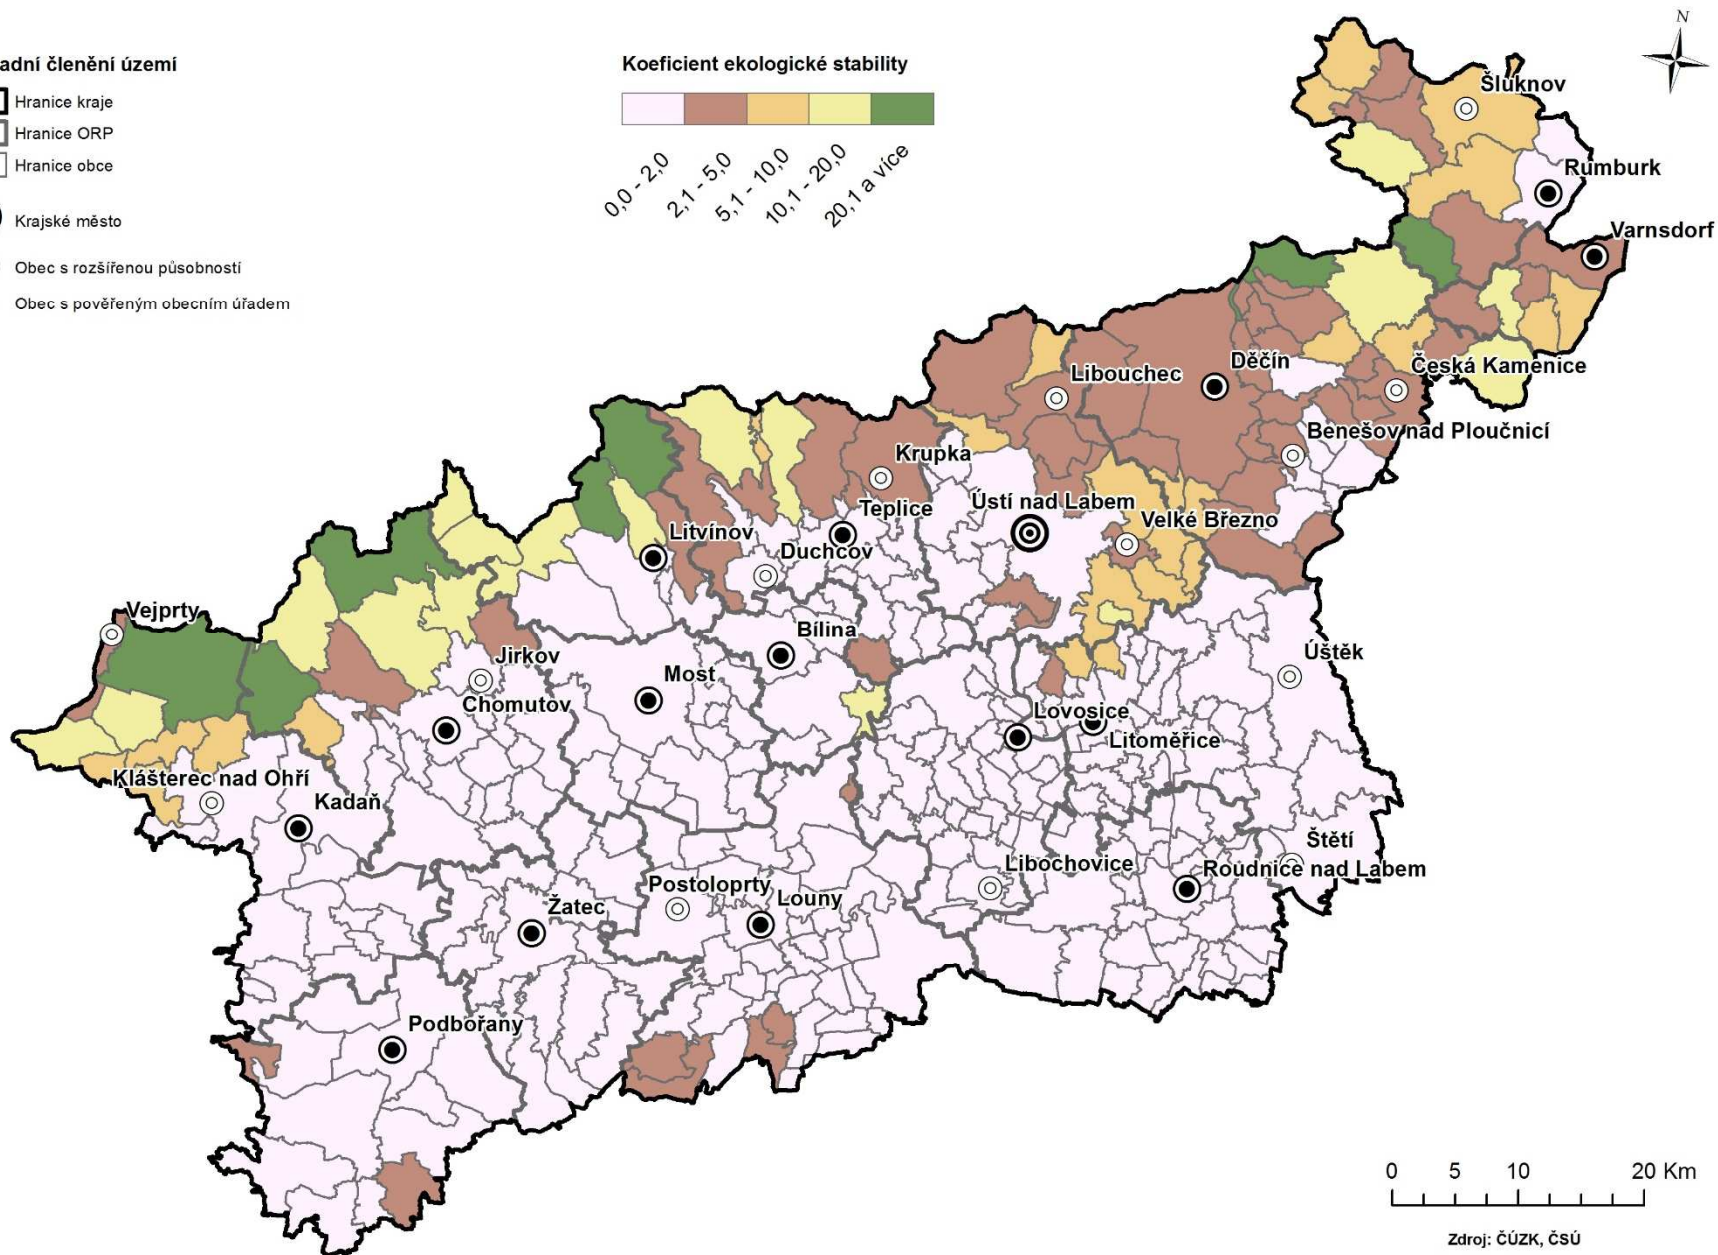 adní členění území
Hranice kraje
Hranice ORP
Hranice obce
Krajské město
Obec s rozšířenou působností
Obec s pověřeným obecním úřadem
Koeficient ekologické stability
0,0 - 2,0
2,1 - 5,0
5,1 - 10,0
10,1 - 20,0
20,1 a více
N
Šluknov
Rumburk
Varnsdorf
Děčín
Česká Kamenice
Libouchec
Benešov nad Ploučnicí
Krupka
Ústí nad Labem
Teplice
Velké Březno
Litvínov
Duchcov
Vejprty
Bílina
Jirkov
Úštěk
Most
Chomutov
Lovosice
Litoměřice
Klášterec nad Ohří
Kadaň
Štětí
Libochovice
Roudnice nad Labem
Postoloprty
Louny
Žatec
Podbořany
0 5 10 20 Km
Zdroj: ČÚZK, ČSÚ